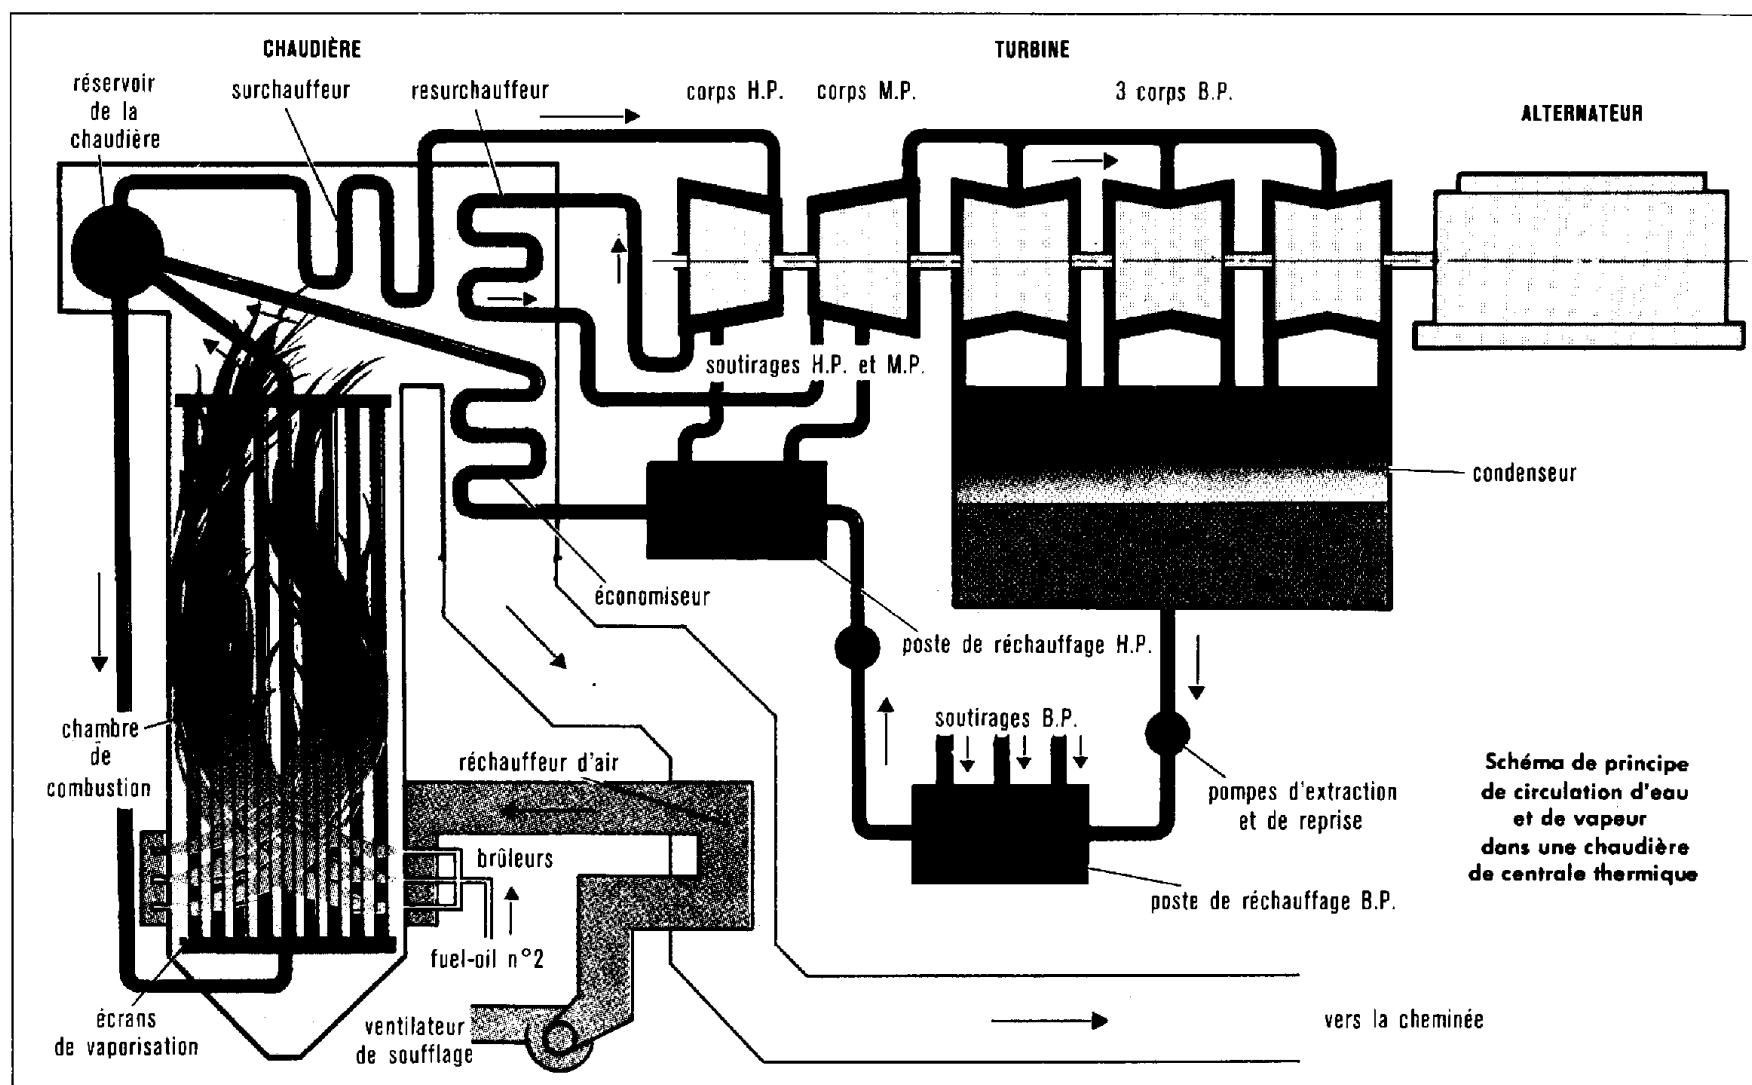 CHAUDIÈRE
TURBINE
réservoir
de la
chaudière
surchauffeur
resurchauffeur
corps H.P.
corps M.P.
3 corps B.P.
ALTERNATEUR
soutirages H.P. et M.P.
condenseur
économiseur
poste de réchauffage H.P.
chambre
de
combustion
réchauffeur d'air
soutirages B.P.
pompes d'extraction
et de reprise
Schéma de principe
de circulation d'eau
et de vapeur
dans une chaudière
de centrale thermique
brûleurs
poste de réchauffage B.P.
fuel-oil n°2
écrans
de vaporisation
ventilateur
de soufflage
vers la cheminée